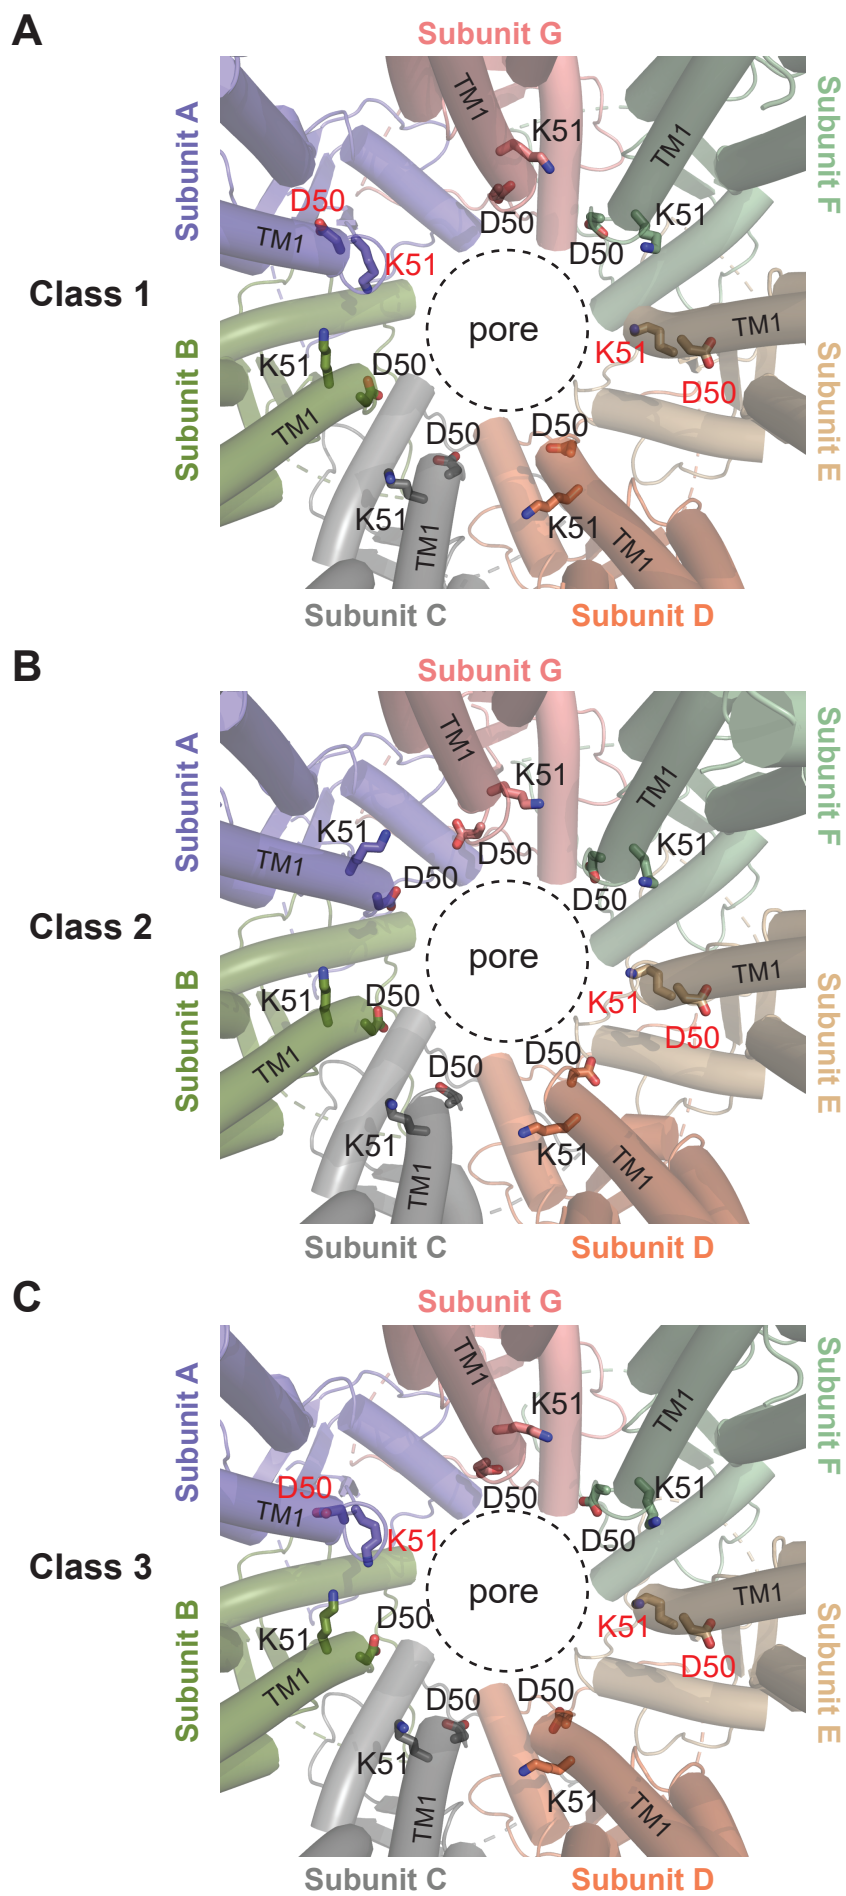 A
Subunit G
Subunit A
Subunit F
TM1
K51
TM1
D50
D50
K51
TM1
D50
K51
Class 1
pore
TM1
K51
Subunit B
K51
D50
D50
Subunit E
TM1
D50
D50
K51
K51
TM1
TM1
Subunit C
Subunit D
B
Subunit G
Subunit A
Subunit F
TM1
K51
TM1
K51
K51
TM1
D50
D50
D50
Class 2
pore
TM1
K51
D50
K51
D50
Subunit B
Subunit E
TM1
D50
D50
K51
K51
TM1
TM1
Subunit C
Subunit D
C
Subunit G
Subunit A
Subunit F
TM1
K51
TM1
D50
K51
TM1
D50
K51
D50
Class 3
pore
TM1
D50
K51
K51
Subunit B
Subunit E
D50
TM1
D50
D50
K51
K51
TM1
TM1
Subunit C
Subunit D